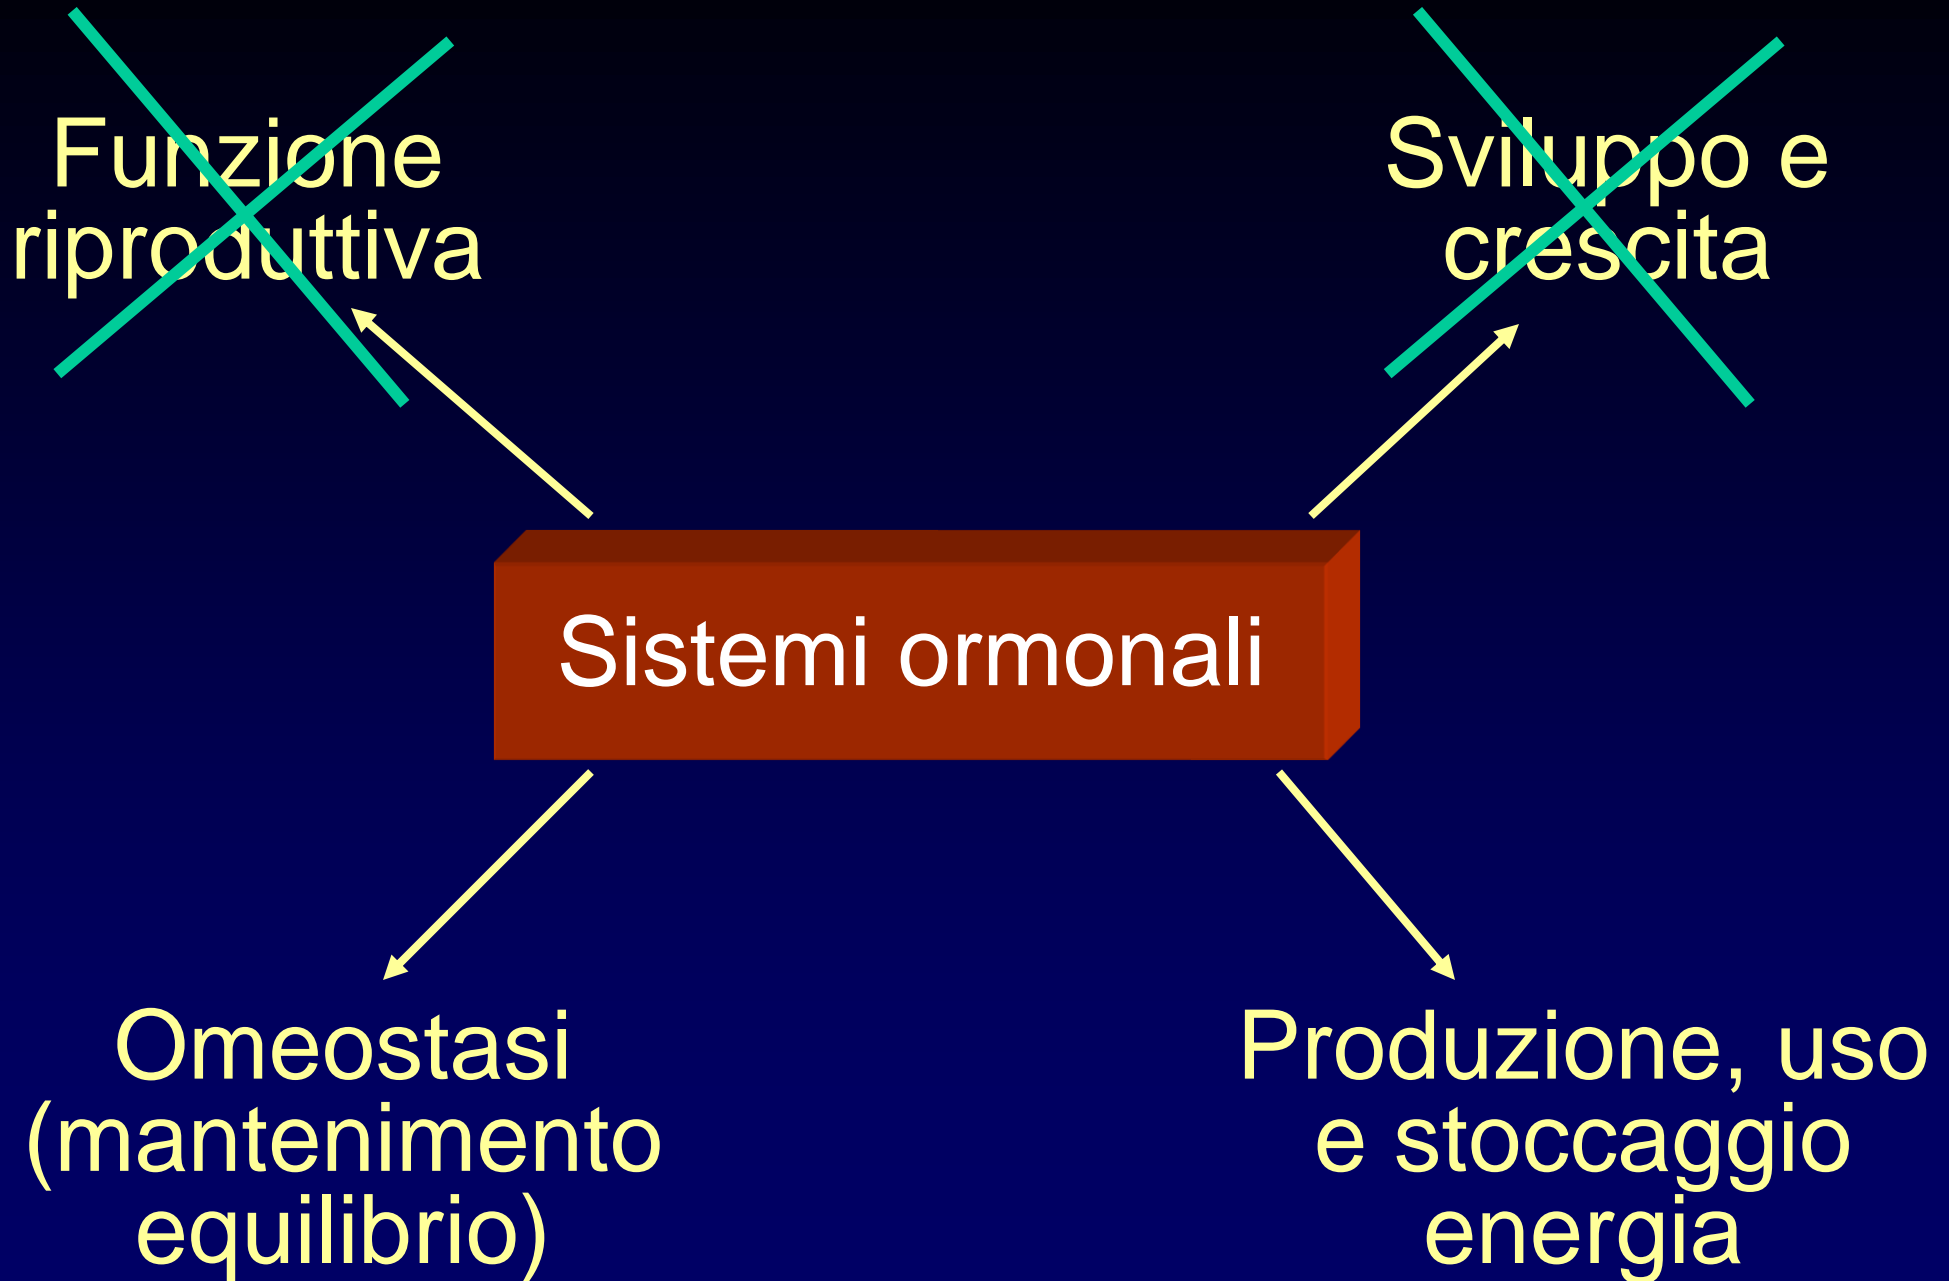 Funzione
riproduttiva
Sviluppo e
crescita
Sistemi ormonali
Omeostasi
(mantenimento
equilibrio)
Produzione, uso
e stoccaggio
energia